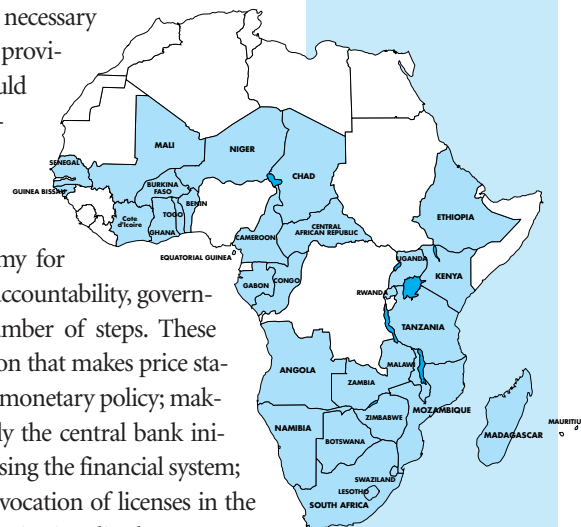 necessary
provi-
uld
-
my for
accountability, govern-
umber of steps. These
on that makes price sta-
monetary policy; mak-
ly the central bank ini-
sing the financial system;
vocation of licenses in the
MALI
NIGER
CHAD
SENEGAL
GUINEA BISSAU
BURKINA
FASO
BENIN
Cote
d'Icoire
TOGO
GHANA
ETHIOPIA
CENTRAL
AFRICAN REPUBLIC
CAMEROON
EQUATORIAL GUINEA
UGANDA
KENYA
GABON
CONGO
RWANDA
TANZANIA
ANGOLA
MALAWI
ZAMBIA
MOZAMBIQUE
ZIMBABWE
NAMIBIA
BOTSWANA
MADAGASCAR
MAURITIU
SWAZILAND
LESOTHO
SOUTH AFRICA